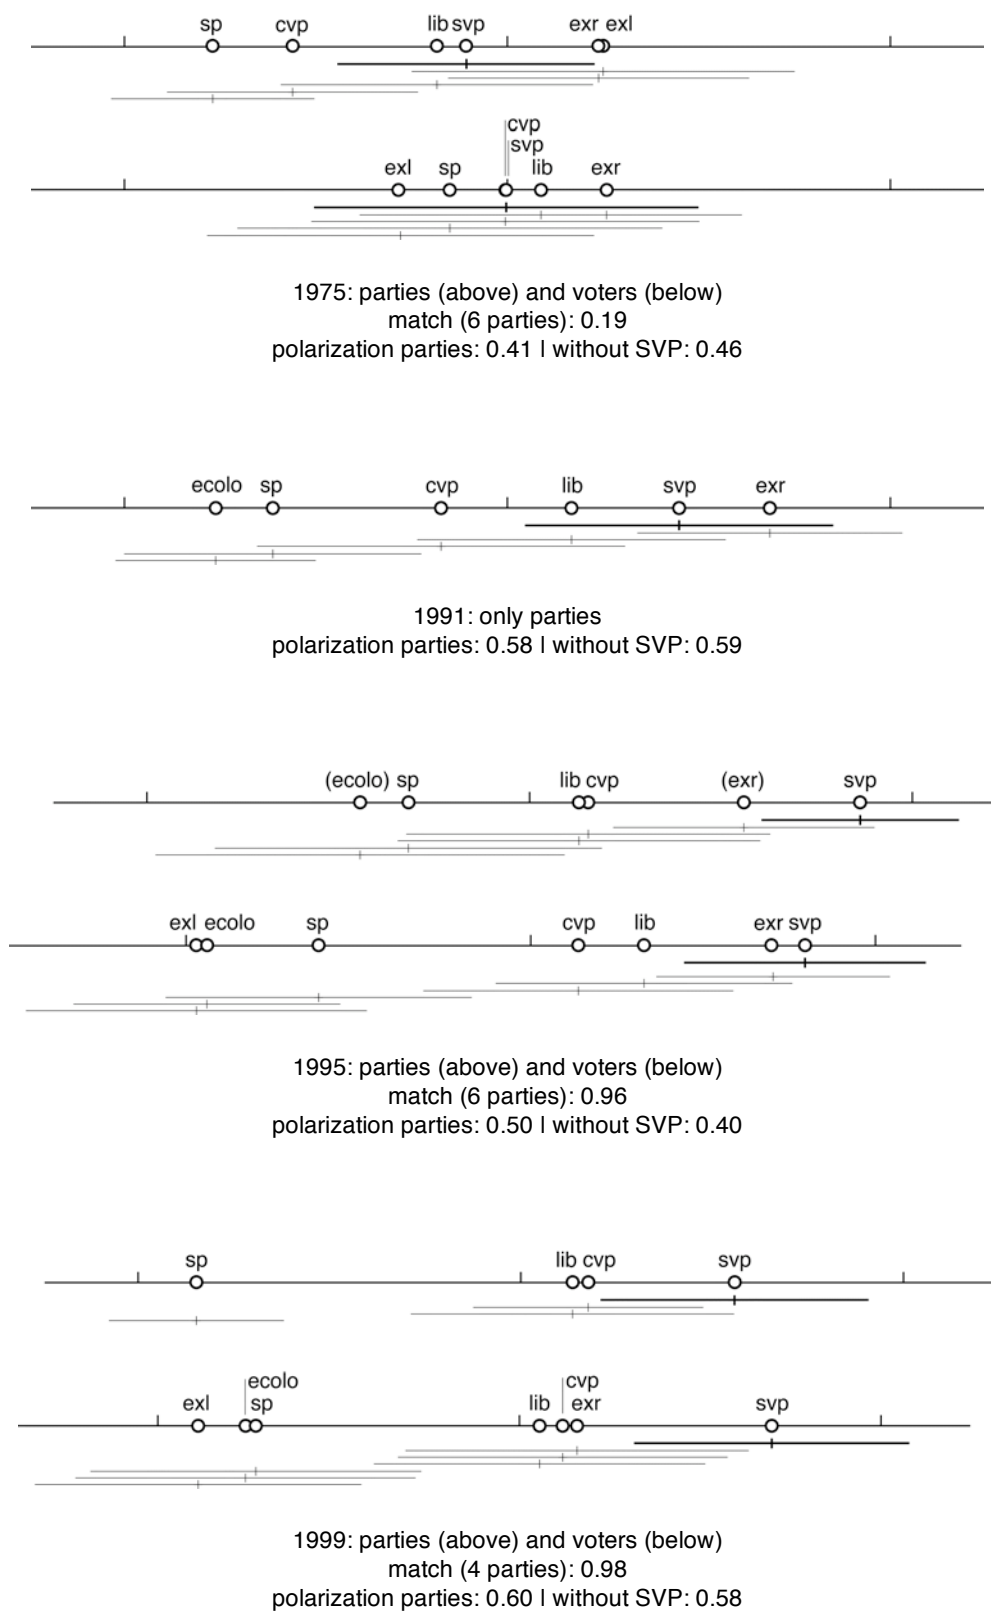 sp cvp lib svp exr exl
cvp
svp
exl sp lib exr
1975: parties (above) and voters (below)
match (6 parties): 0.19
polarization parties: 0.41 | without SVP: 0.46
ecolo sp cvp lib svp exr
1991: only parties
polarization parties: 0.58 | without SVP: 0.59
(ecolo) sp lib cvp (exr) svp
exl ecolo sp cvp lib exr svp
1995: parties (above) and voters (below)
match (6 parties): 0.96
polarization parties: 0.50 | without SVP: 0.40
sp lib cvp svp
ecolo cvp
exl sp lib exr svp
1999: parties (above) and voters (below)
match (4 parties): 0.98
polarization parties: 0.60 | without SVP: 0.58